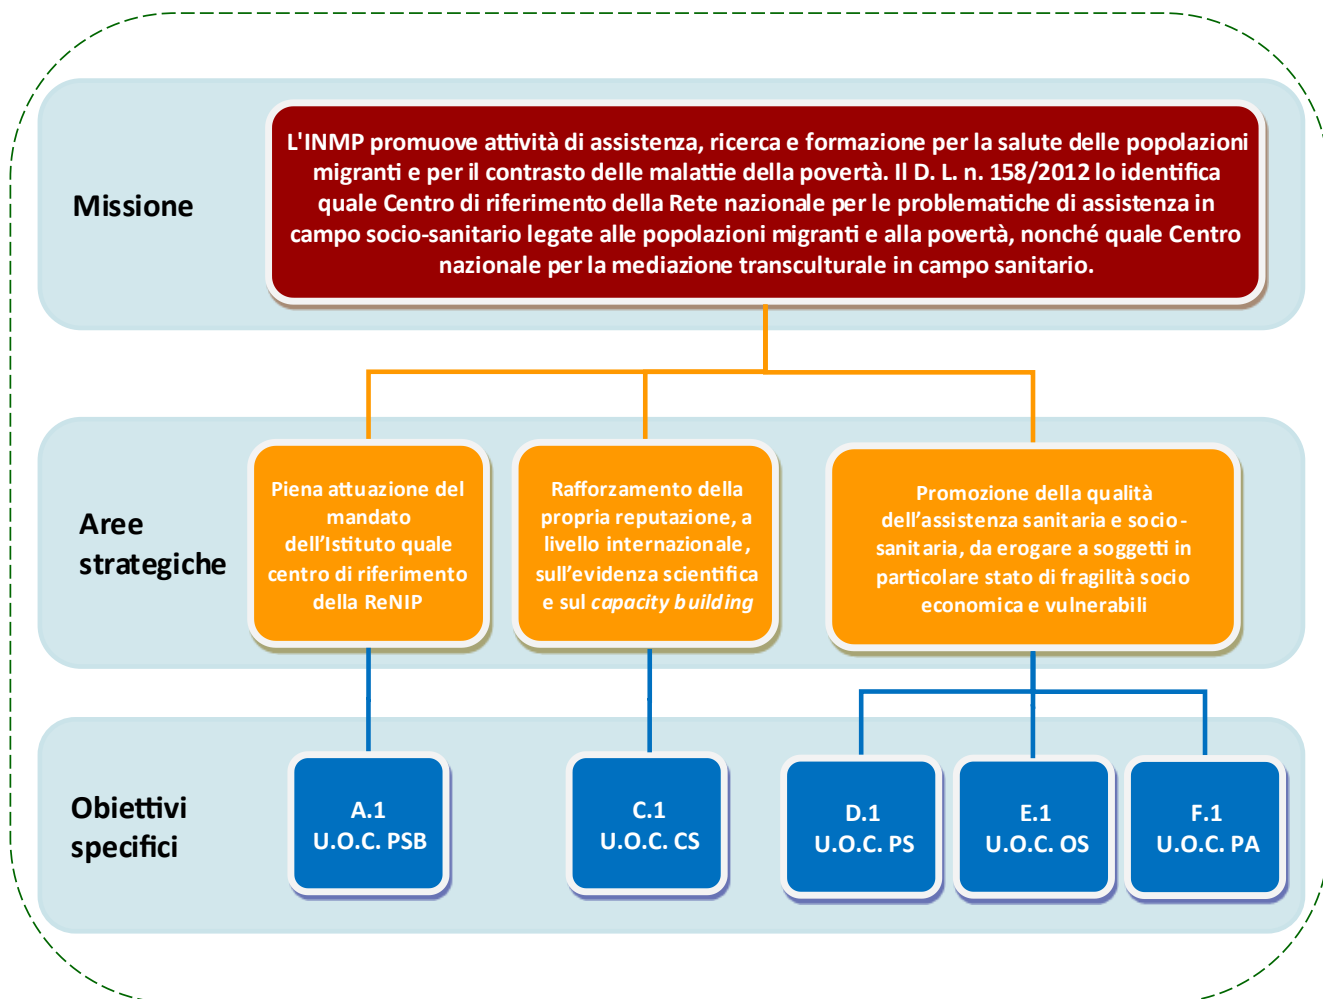 Missione
L'INMP promuove attività di assistenza, ricerca e formazione per la salute delle popolazioni
migranti e per il contrasto delle malattie della povertà. Il D. L. n. 158/2012 lo identifica
quale Centro di riferimento della Rete nazionale per le problematiche di assistenza in
campo socio-sanitario legate alle popolazioni migranti e alla povertà, nonché quale Centro
nazionale per la mediazione transculturale in campo sanitario.
Aree
strategiche
Piena attuazione del
mandato
dell’Istituto quale
centro di riferimento
della ReNIP
Rafforzamento della
propria reputazione, a
livello internazionale,
sull’evidenza scientifica
e sul capacity building
Promozione della qualità
dell’assistenza sanitaria e socio-
sanitaria, da erogare a soggetti in
particolare stato di fragilità socio
economica e vulnerabili
Obiettivi
specifici
A.1
U.O.C. PSB
C.1
U.O.C. CS
D.1
U.O.C. PS
E.1
U.O.C. OS
F.1
U.O.C. PA